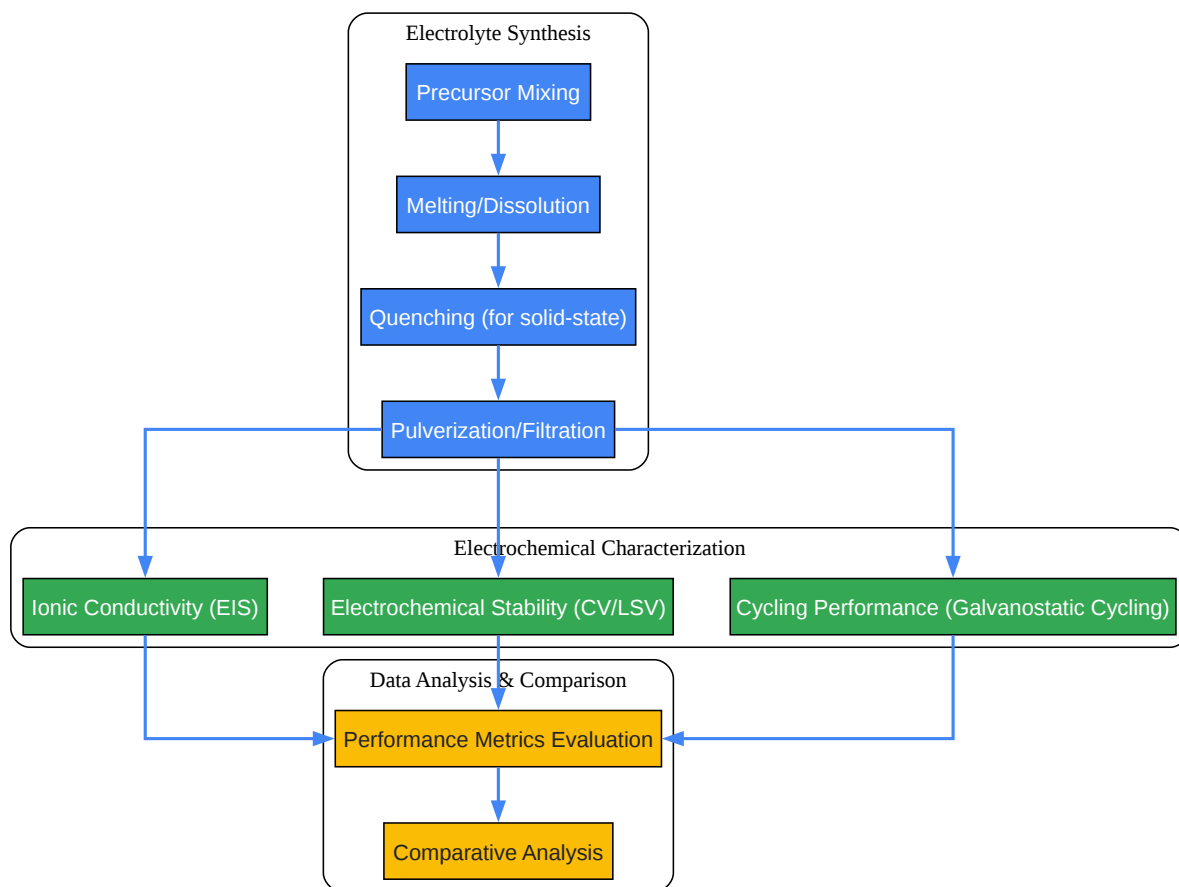 Electrolyte Synthesis
Precursor Mixing
Melting/Dissolution
Quenching (for solid-state)
Pulverization/Filtration
Electrochemical Characterization
Ionic Conductivity (EIS)
Electrochemical Stability (CV/LSV)
Cycling Performance (Galvanostatic Cycling)
Data Analysis & Comparison
Performance Metrics Evaluation
Comparative Analysis